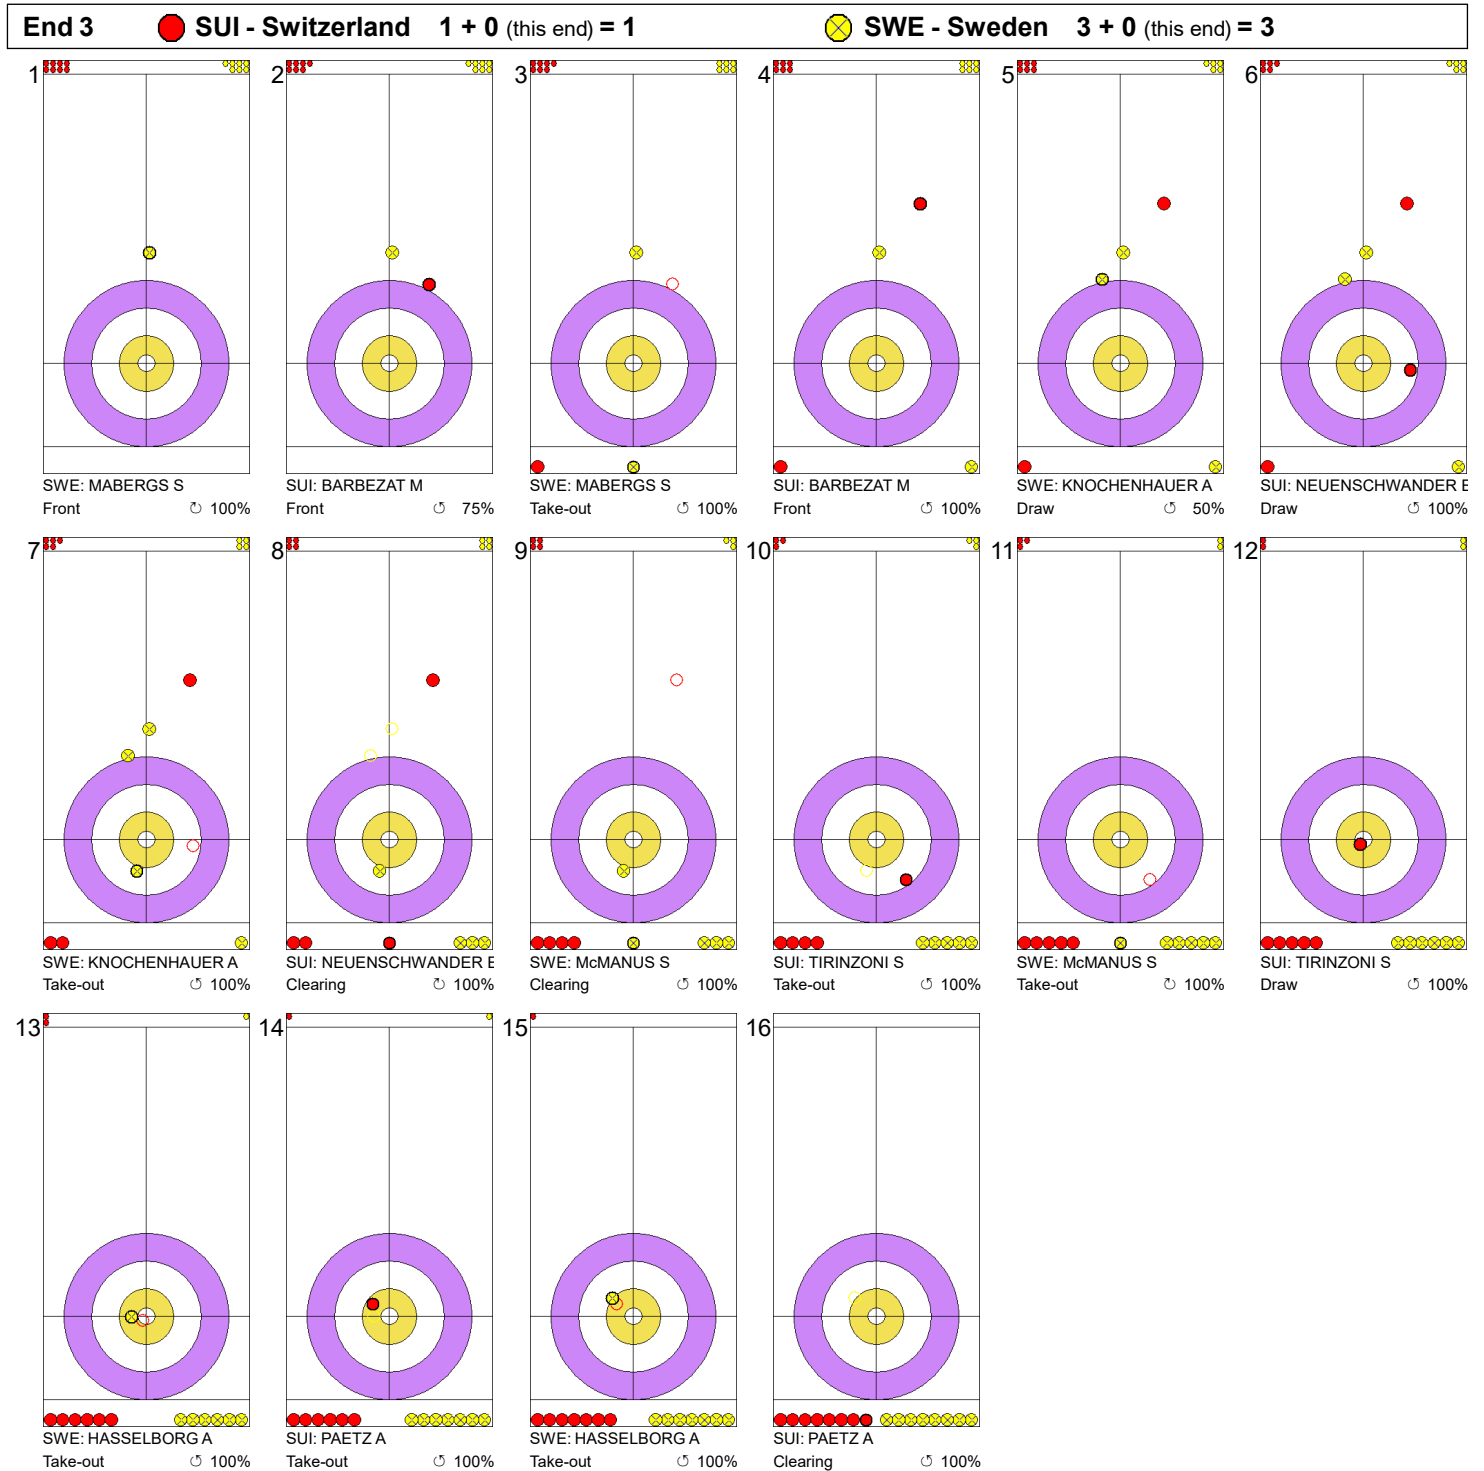 End 3 SUI - Switzerland 1 + 0 (this end) = 1 SWE - Sweden 3 + 0 (this end) = 3
1 2 3 4 5 6
SWE: MABERGS S SUI: BARBEZAT M SWE: MABERGS S SUI: BARBEZAT M SWE: KNOCHENHAUER A SUI: NEUENSCHWANDER E
Front ↻ 100% Front ↺ 75% Take-out ↺ 100% Front ↺ 100% Draw ↺ 50% Draw ↻ 100%
7 8 9 10 11 12
SWE: KNOCHENHAUER A SUI: NEUENSCHWANDER E SWE: McMANUS S SUI: TIRINZONI S SWE: McMANUS S SUI: TIRINZONI S
Take-out ↺ 100% Clearing ↺ 100% Clearing ↺ 100% Take-out ↺ 100% Take-out ↺ 100% Draw ↻ 100%
13 14 15 16
SWE: HASSELBORG A SUI: PAETZ A SWE: HASSELBORG A SUI: PAETZ A
Take-out ↺ 100% Take-out ↺ 100% Take-out ↺ 100% Clearing ↺ 100%